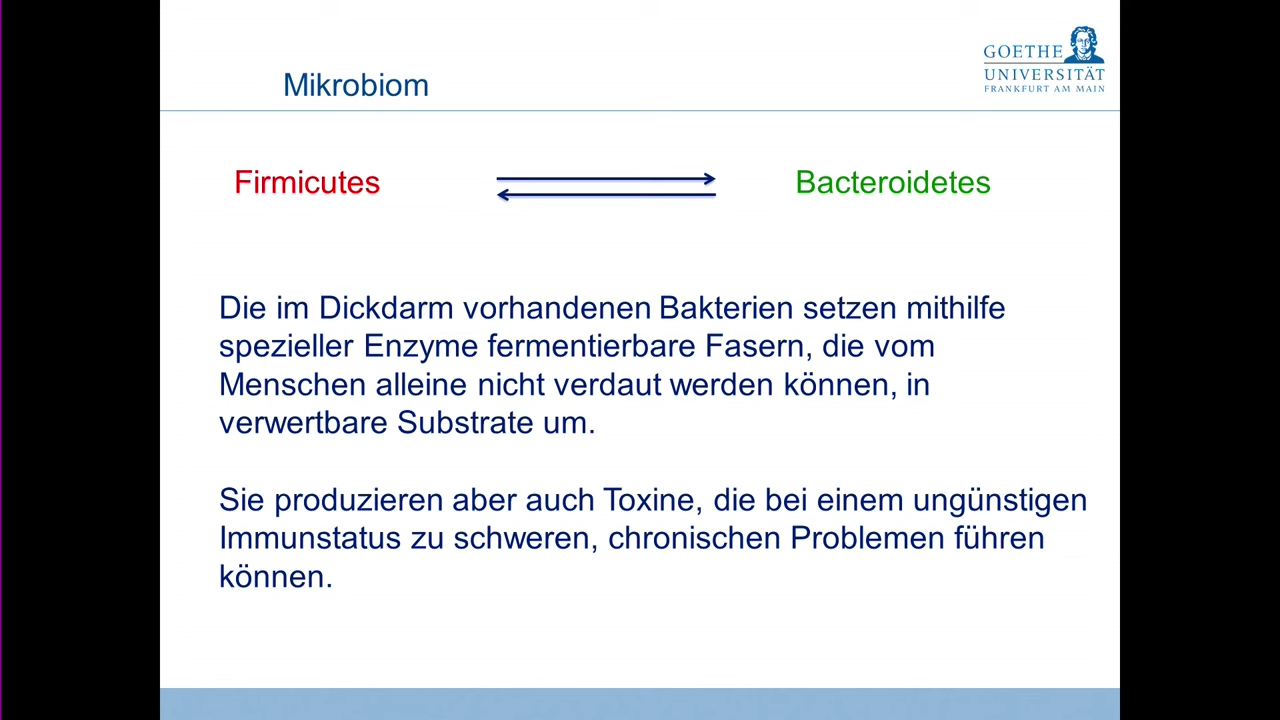 GOETHE
UNIVERSITÄT
FRANKFURT AM MAIN
Mikrobiom
Firmicutes
Bacteroidetes
Die im Dickdarm vorhandenen Bakterien setzen mithilfe
spezieller Enzyme fermentierbare Fasern, die vom
Menschen alleine nicht verdaut werden können, in
verwertbare Substrate um.
Sie produzieren aber auch Toxine, die bei einem ungünstigen
Immunstatus zu schweren, chronischen Problemen führen
können.